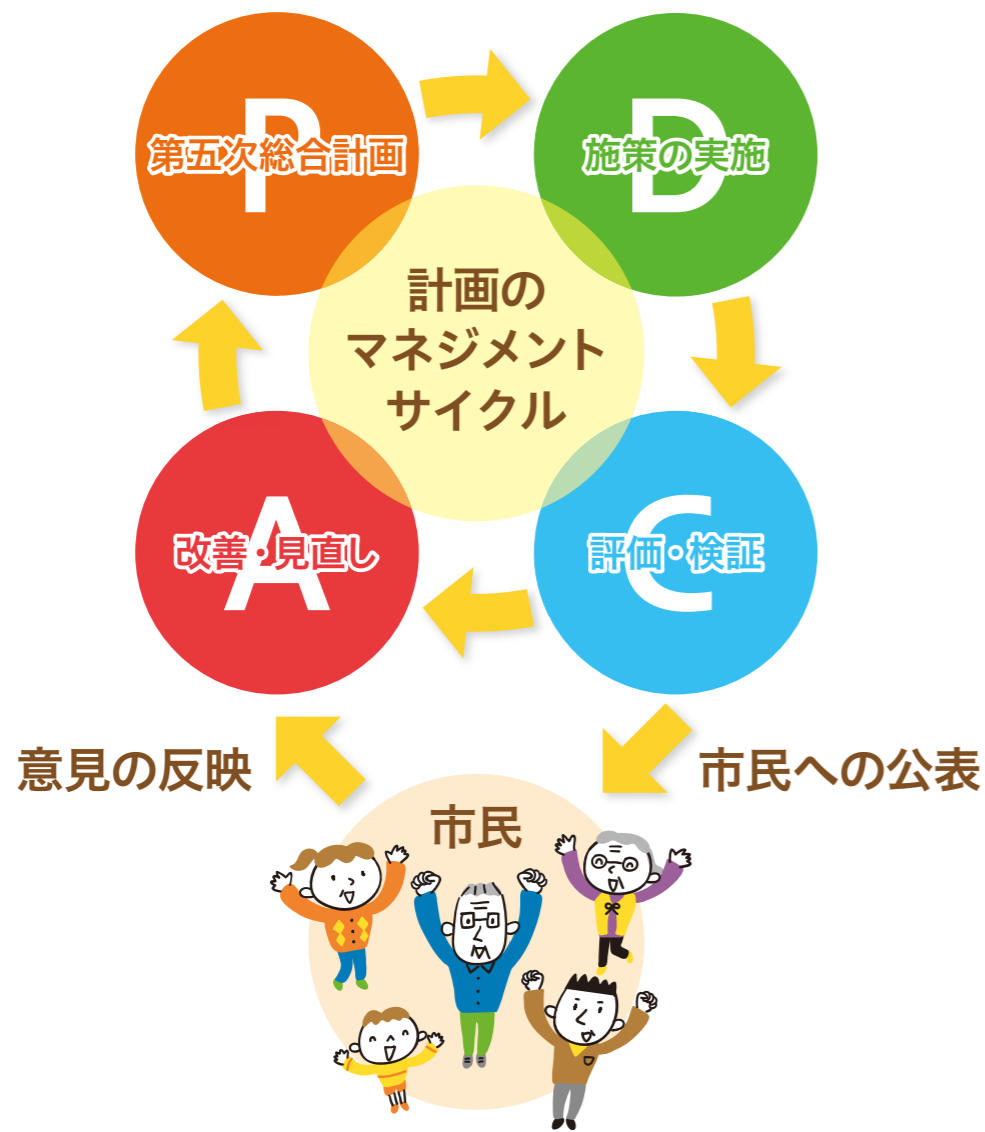 P
第五次総合計画
D
施策の実施
計画の
マネジメント
サイクル
A
改善・見直し
C
評価・検証
意見の反映
市民への公表
市民